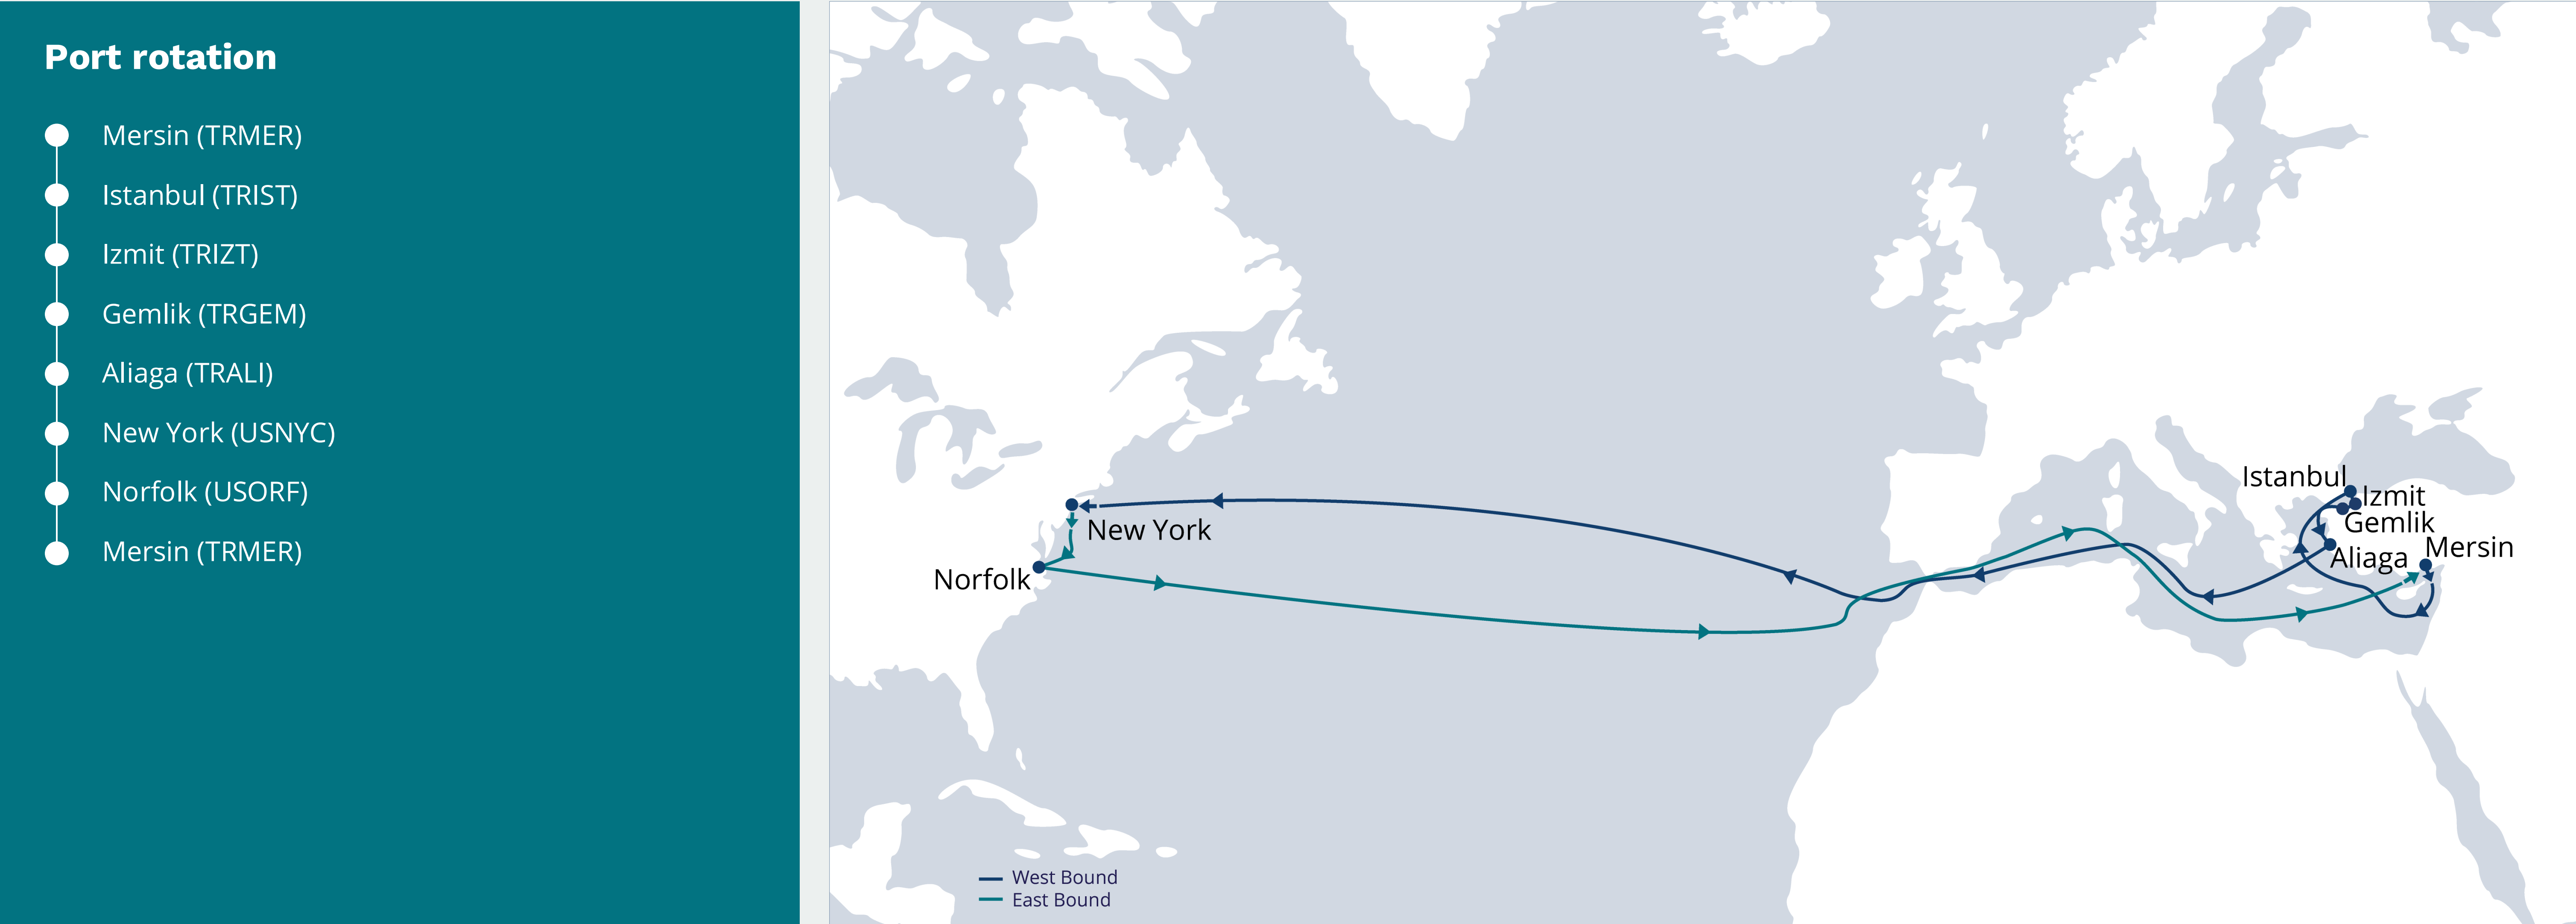 Port rotation
Mersin (TRMER)
Istanbul (TRIST)
Izmit (TRIZT)
Gemlik (TRGEM)
Aliaga (TRALI)
New York (USNYC)
Norfolk (USORF)
Mersin (TRMER)
Istanbul
Izmit
Gemlik
Mersin
Aliaga
New York
Norfolk
West Bound
East Bound